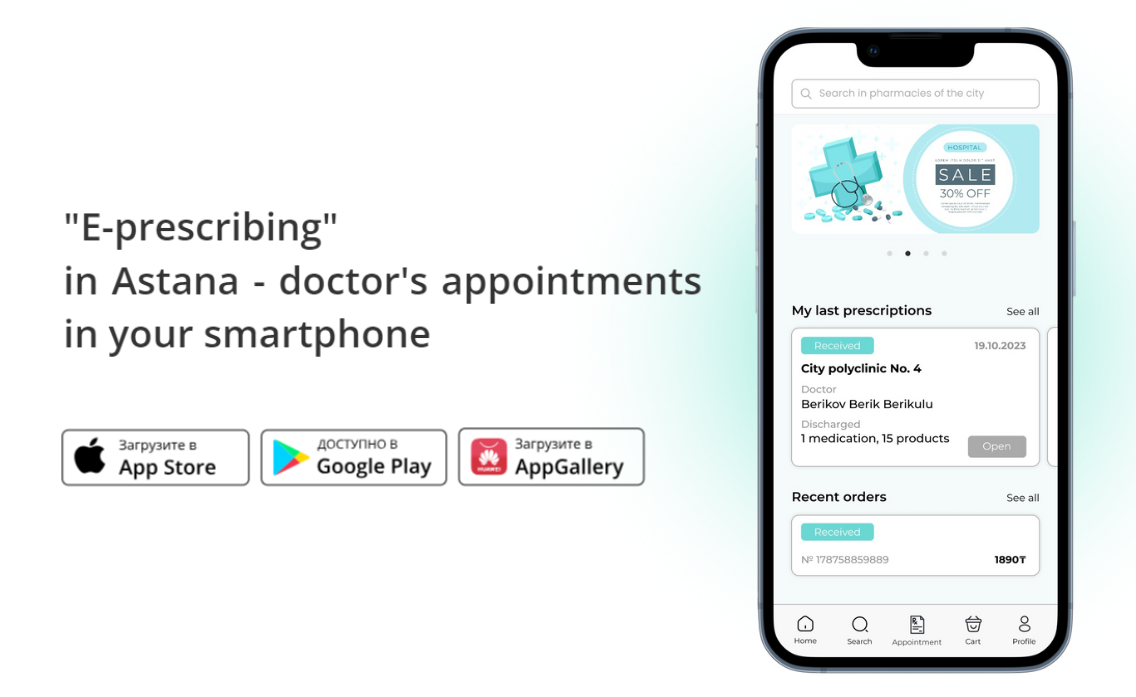 "E-prescribing"
in Astana - doctor's appointments
in your smartphone
Загрузите в
App Store
ДОСТУПНО В
Google Play
HUAWEI
Загрузите в
AppGallery
Search in pharmacies of the city
HOSPITAL
SALE
30% OFF
My last prescriptions See all
Received 19.10.2023
City polyclinic No. 4
Doctor
Berikov Berik Berikulu
Discharged
1 medication, 15 products
Open
Recent orders See all
Received
№ 178758859889 1890₸
Home Search Appointment Cart Profile